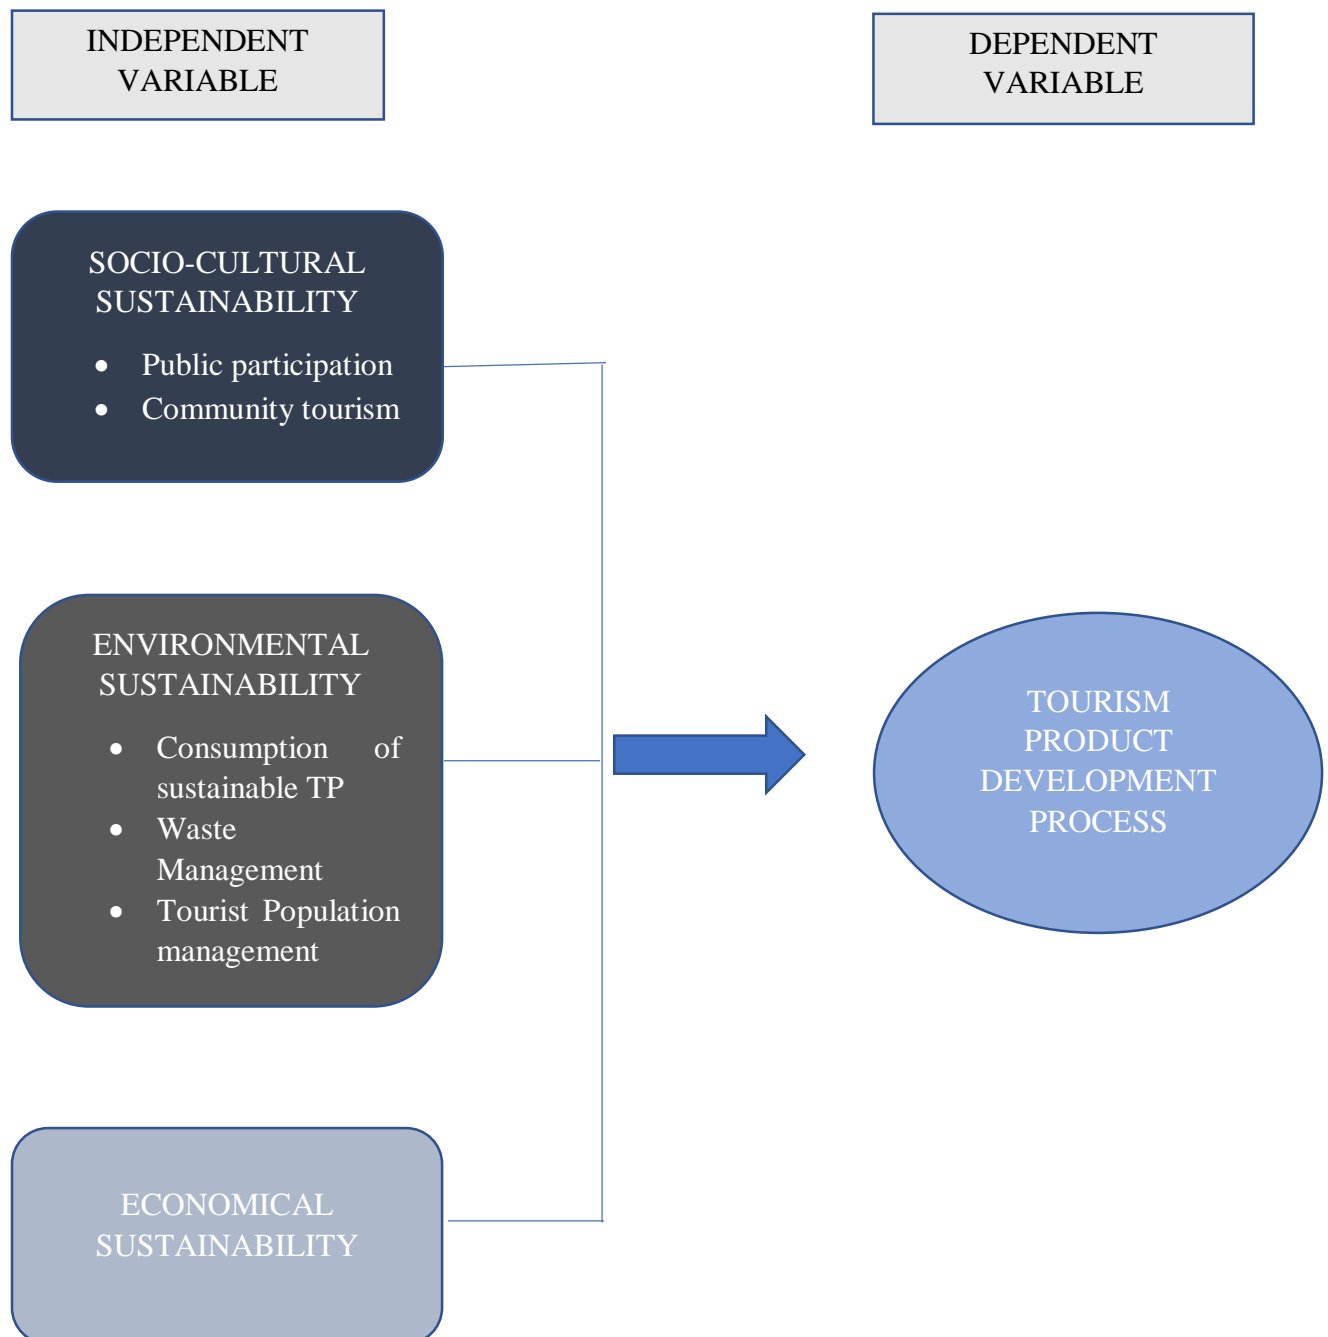 INDEPENDENT
VARIABLE
DEPENDENT
VARIABLE
SOCIO-CULTURAL
SUSTAINABILITY
• Public participation
• Community tourism
ENVIRONMENTAL
SUSTAINABILITY
• Consumption of
sustainable TP
• Waste
Management
• Tourist Population
management
TOURISM
PRODUCT
DEVELOPMENT
PROCESS
ECONOMICAL
SUSTAINABILITY